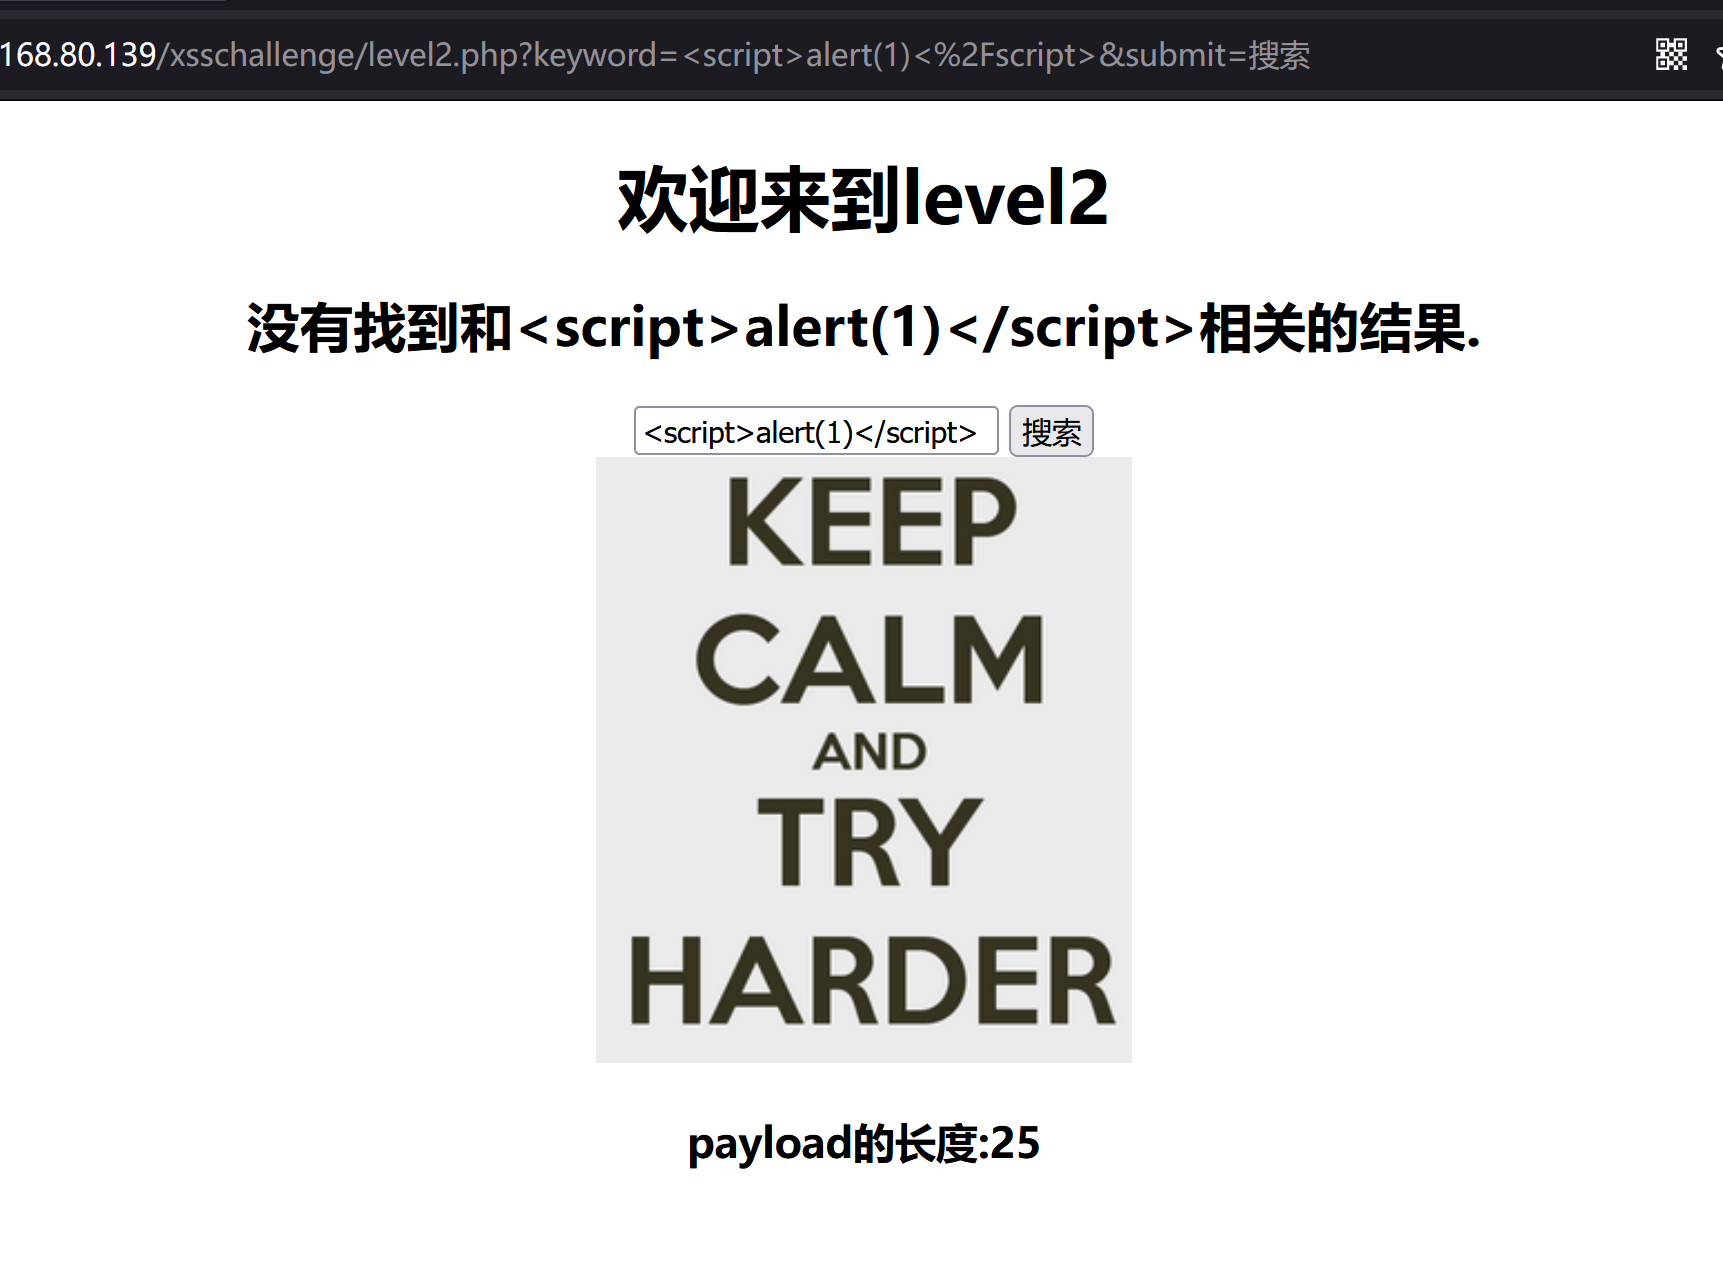 168.80.139/xsschallenge/level2.php?keyword=<script>alert(1)<%2Fscript>&submit=搜索
欢迎来到level2
没有找到和<script>alert(1)</script>相关的结果.
<script>alert(1)</script> 搜索
KEEP
CALM
AND
TRY
HARDER
payload的长度:25